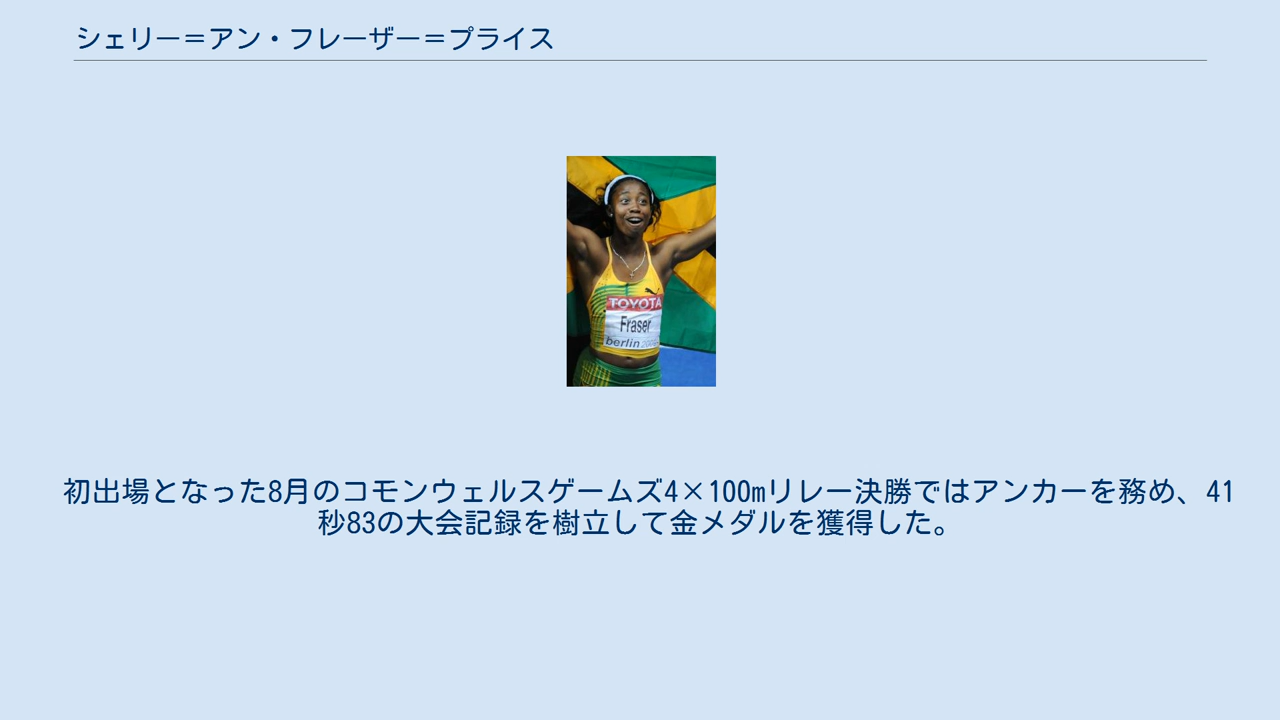 シェリー＝アン・フレーザー＝プライス
TOYOTA
Fraser
berlin
初出場となった8月のコモンウェルスゲームズ4×100mリレー決勝ではアンカーを務め、41
秒83の大会記録を樹立して金メダルを獲得した。